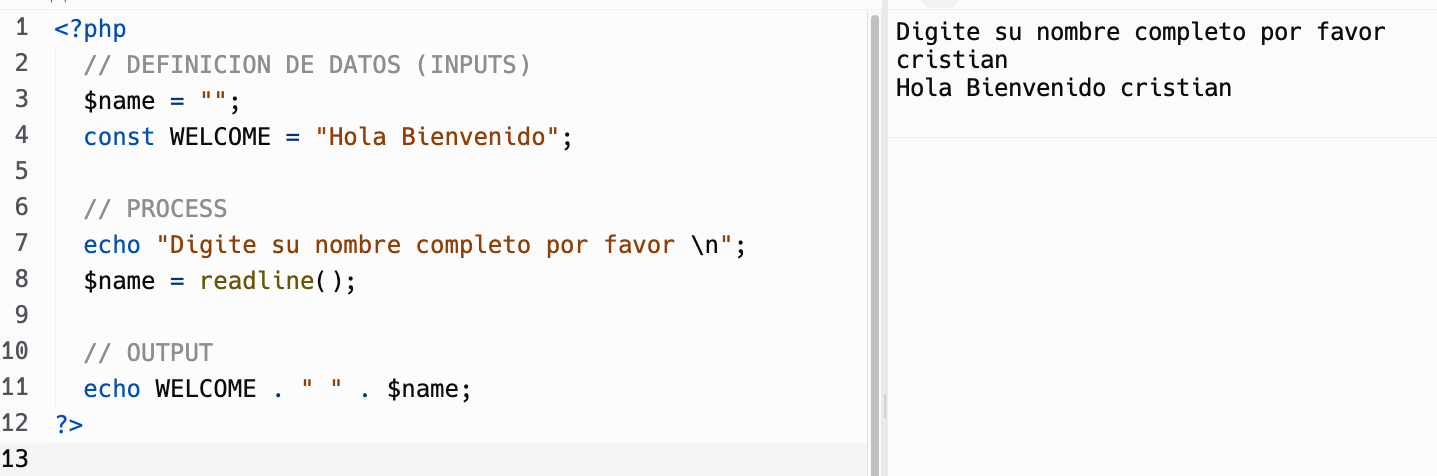 1 <?php
2 // DEFINICION DE DATOS (INPUTS)
3 $name = "";
4 const WELCOME = "Hola Bienvenido";
5
6 // PROCESS
7 echo "Digite su nombre completo por favor \n";
8 $name = readline();
9
10 // OUTPUT
11 echo WELCOME . " " . $name;
12 ?>
13
Digite su nombre completo por favor
cristian
Hola Bienvenido cristian